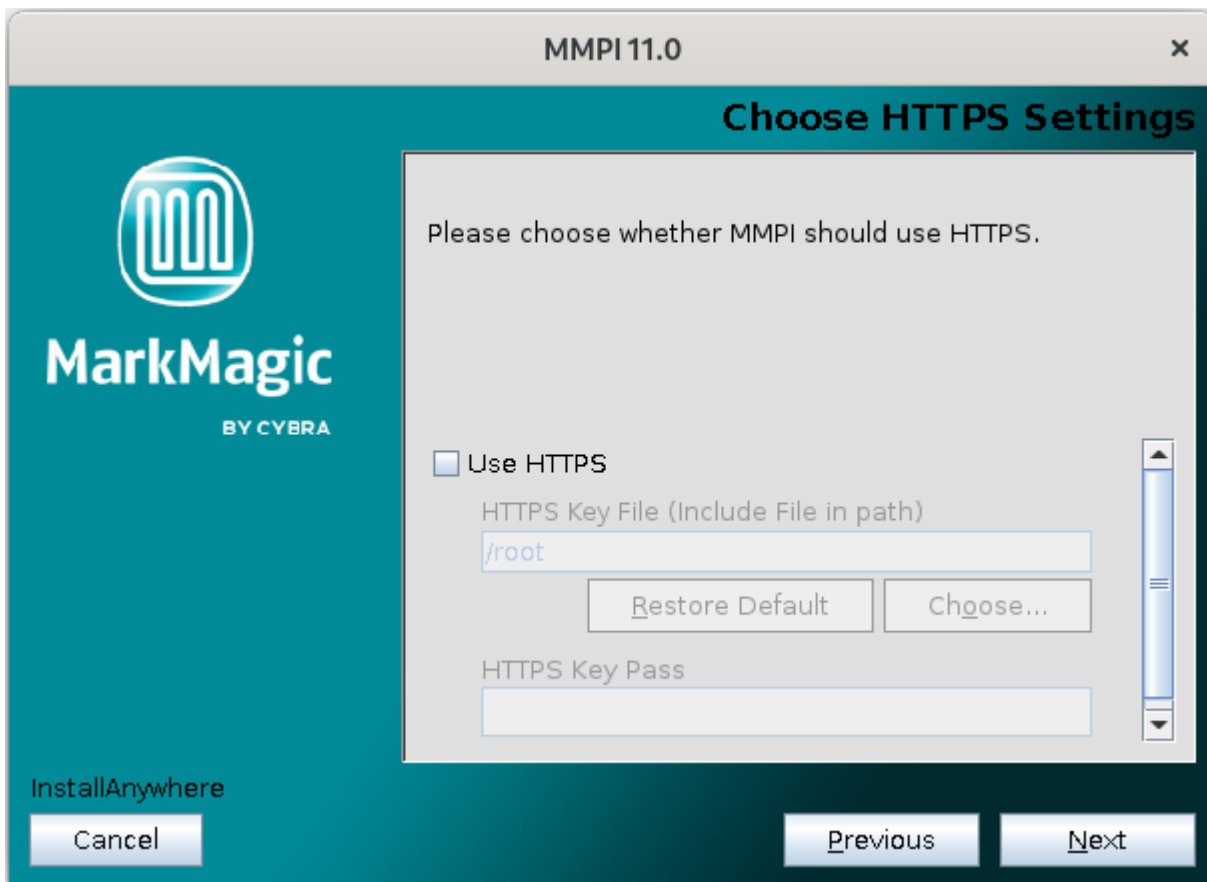 MMPI 11.0
Choose HTTPS Settings
MarkMagic
BY CYBRA
Please choose whether MMPI should use HTTPS.
Use HTTPS
HTTPS Key File (Include File in path)
/root
Restore Default
Choose...
HTTPS Key Pass
InstallAnywhere
Cancel
Previous
Next